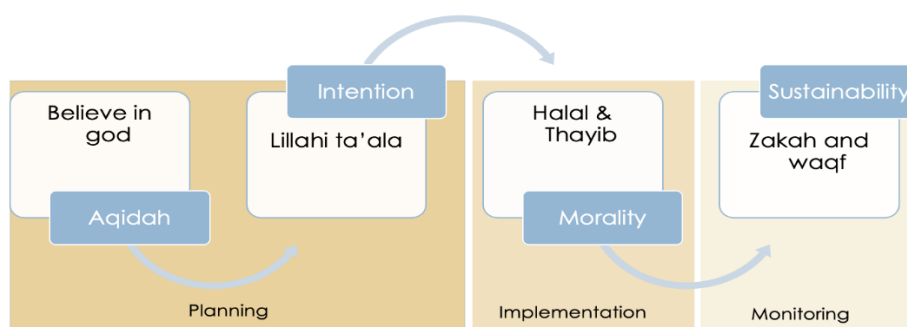 Believe in
god
Aqidah
Intention
Lillahi ta’ala
Planning
Halal &
Thayib
Morality
Implementation
Sustainability
Zakah and
waqf
Monitoring